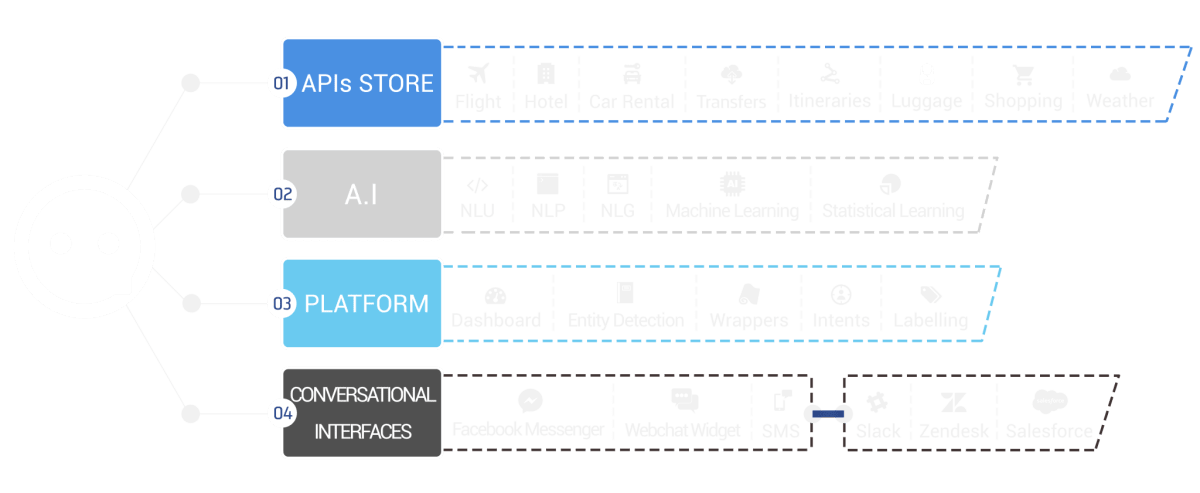 01 APIs STORE
Flight Hotel Car Rental Transfers Itineraries Luggage Shopping Weather
02 A.I
NLU NLP NLG Machine Learning Statistical Learning
03 PLATFORM
Dashboard Entity Detection Wrappers Intents Labelling
04 CONVERSATIONAL
INTERFACES
Facebook Messenger Webchat Widget SMS Slack Zendesk Salesforce